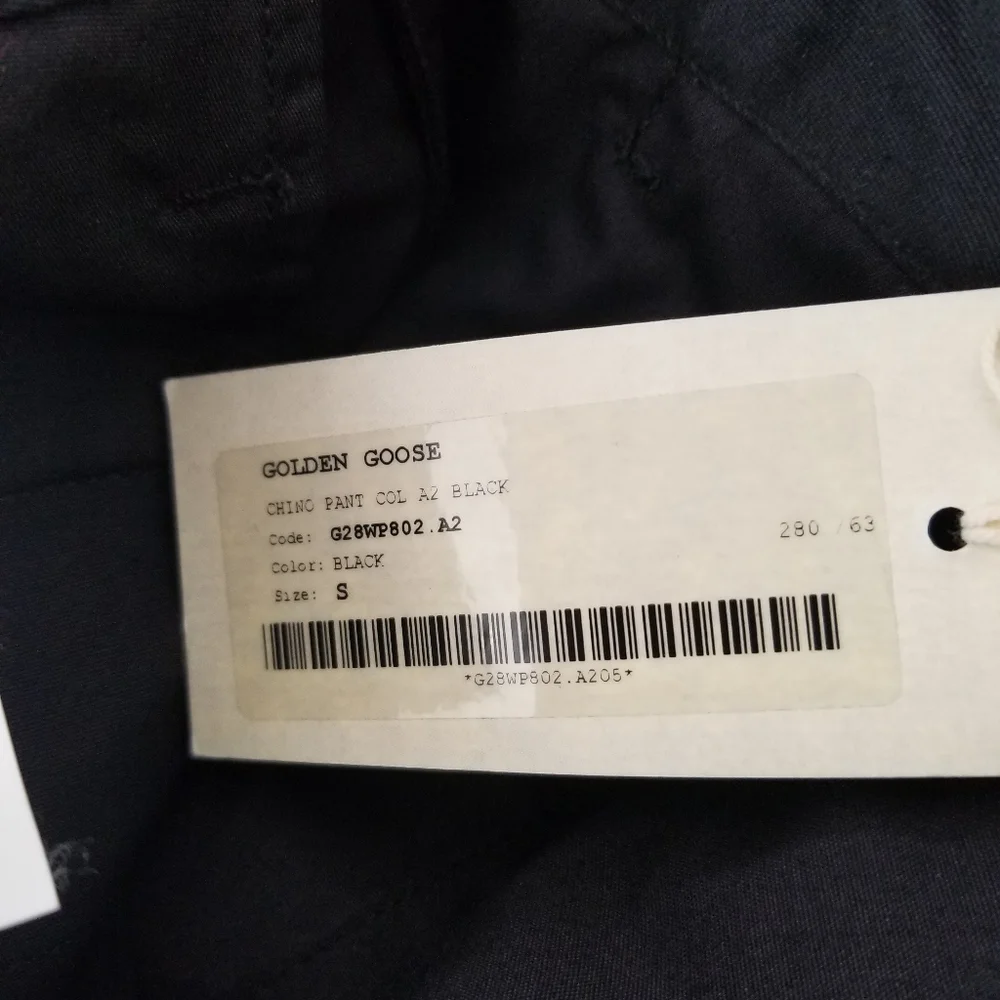 GOLDEN GOOSE
CHINO PANT COL A2 BLACK
Code: G28WP802.A2
280 / 63
Color: BLACK
Size: S
*G28WP802.A205*